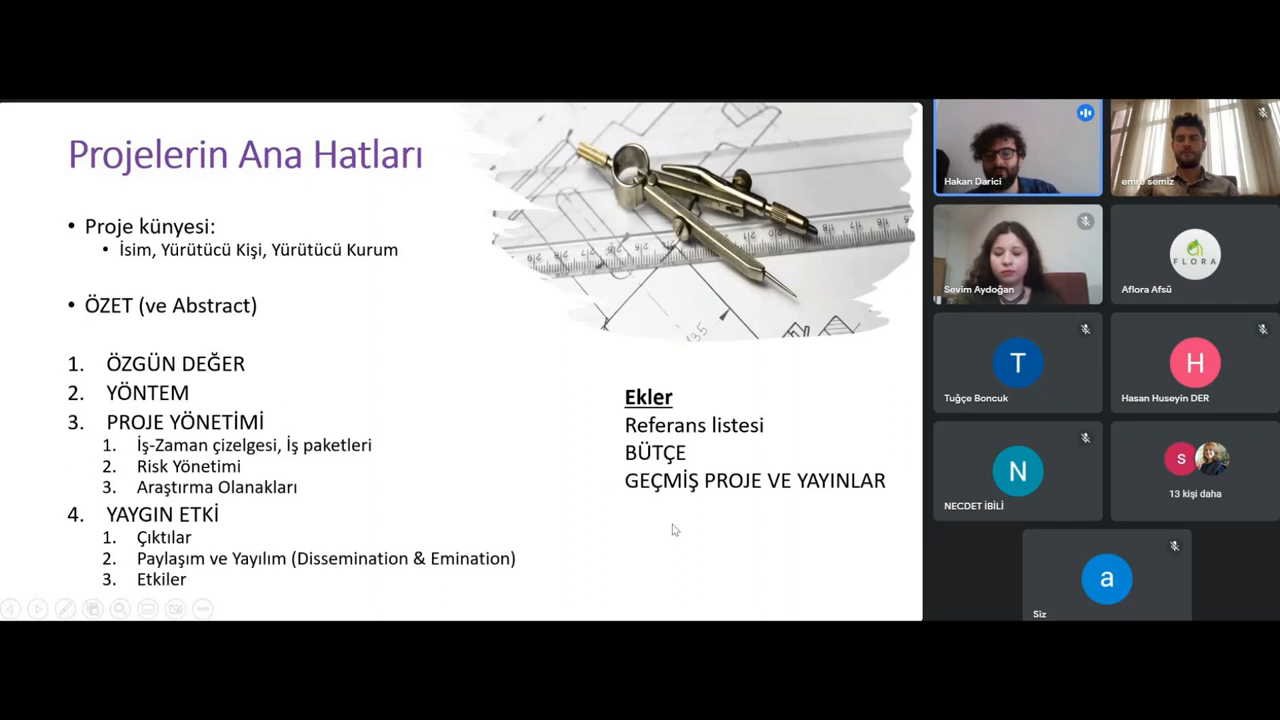 Projelerin Ana Hatları
• Proje künyesi:
• İsim, Yürütücü Kişi, Yürütücü Kurum
• ÖZET (ve Abstract)
1. ÖZGÜN DEĞER
2. YÖNTEM
3. PROJE YÖNETİMİ
1. İş-Zaman çizelgesi, İş paketleri
2. Risk Yönetimi
3. Araştırma Olanakları
4. YAYGIN ETKİ
1. Çıktılar
2. Paylaşım ve Yayılım (Dissemination & Emination)
3. Etkiler
Ekler
Referans listesi
BÜTÇE
GEÇMİŞ PROJE VE YAYINLAR
13.5
Hakan Darici
emre semiz
Sevim Aydoğan
FLORA
Aflora Afsü
T
Tuğçe Boncuk
H
Hasan Huseyin DER
N
NECDET İBİLİ
s
13 kişi daha
a
Siz